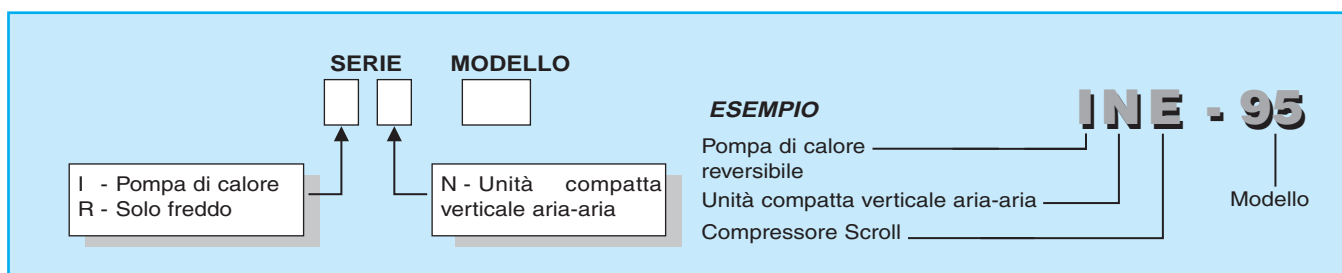 SERIE MODELLO
I - Pompa di calore
R - Solo freddo
N - Unità compatta
verticale aria-aria
ESEMPIO
INE - 95
Pompa di calore
reversibile
Unità compatta verticale aria-aria
Compressore Scroll
Modello